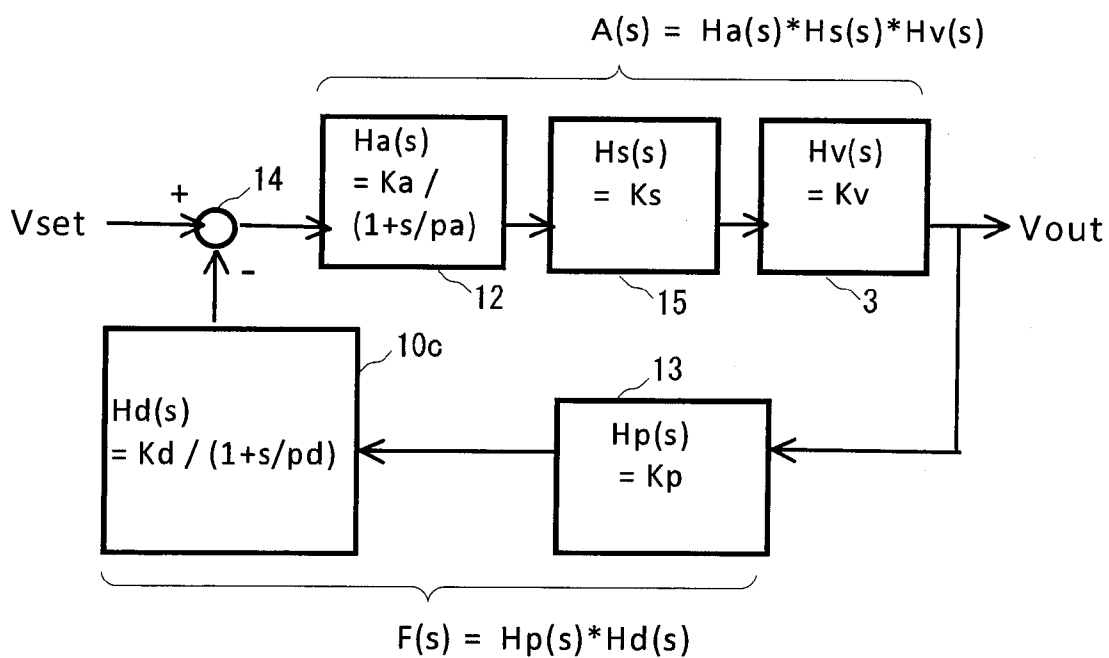 A(s) = Ha(s)*Hs(s)*Hv(s)
Ha(s)
= Ka /
(1+s/pa)
Hs(s)
= Ks
Hv(s)
=Kv
+
14
Vset
Vout
-
12
15
3
10c
13
Hd(s)
= Kd / (1+s/pd)
Hp(s)
= Kp
F(s) = Hp(s)*Hd(s)